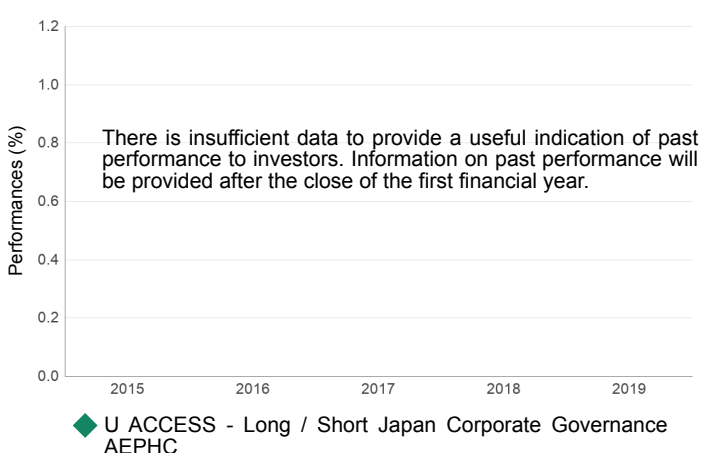 1.2
1.0
0.8
0.6
0.4
0.2
0.0
Performances (%)
There is insufficient data to provide a useful indication of past
performance to investors. Information on past performance will
be provided after the close of the first financial year.
2015 2016 2017 2018 2019
U ACCESS - Long / Short Japan Corporate Governance
AEPHC